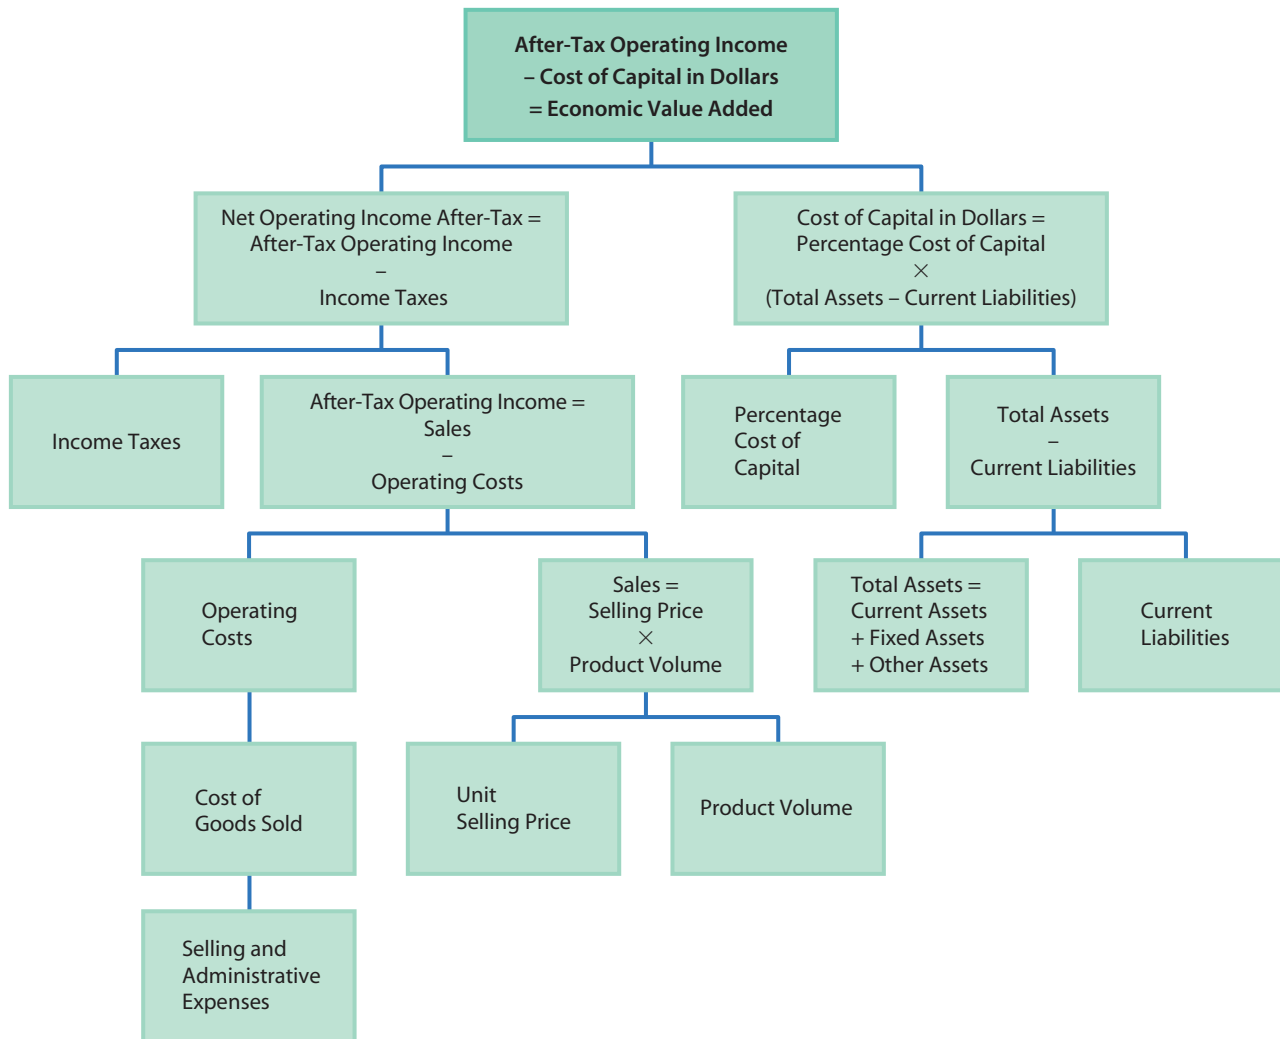 After-Tax Operating Income
– Cost of Capital in Dollars
= Economic Value Added
Net Operating Income After-Tax =
After-Tax Operating Income
–
Income Taxes
Cost of Capital in Dollars =
Percentage Cost of Capital
×
(Total Assets – Current Liabilities)
Income Taxes
After-Tax Operating Income =
Sales
–
Operating Costs
Percentage
Cost of
Capital
Total Assets
–
Current Liabilities
Operating
Costs
Sales =
Selling Price
×
Product Volume
Total Assets =
Current Assets
+ Fixed Assets
+ Other Assets
Current
Liabilities
Cost of
Goods Sold
Unit
Selling Price
Product Volume
Selling and
Administrative
Expenses